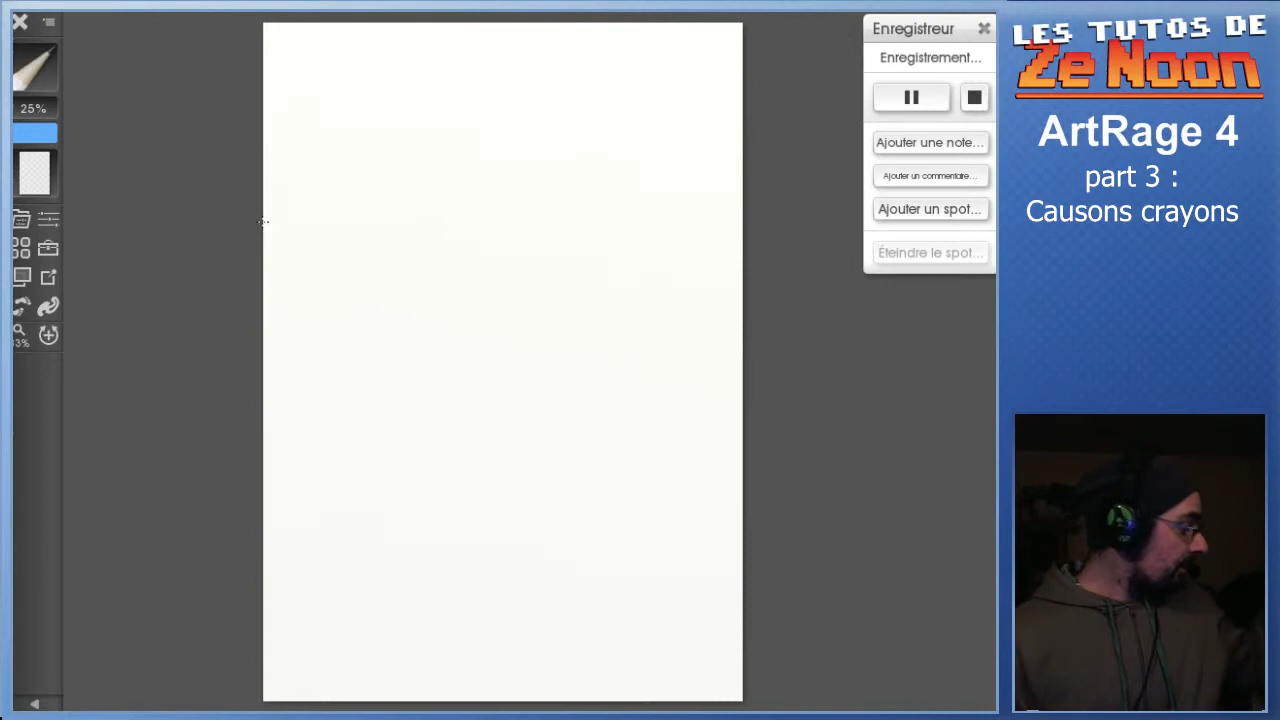 Enregistreur
Enregistrement...
Ajouter une note...
Ajouter un commentaire...
Ajouter un spot...
Éteindre le spot...
25%
33%
LES TUTOS DE
Ze Noon
ArtRage 4
part 3 :
Causons crayons